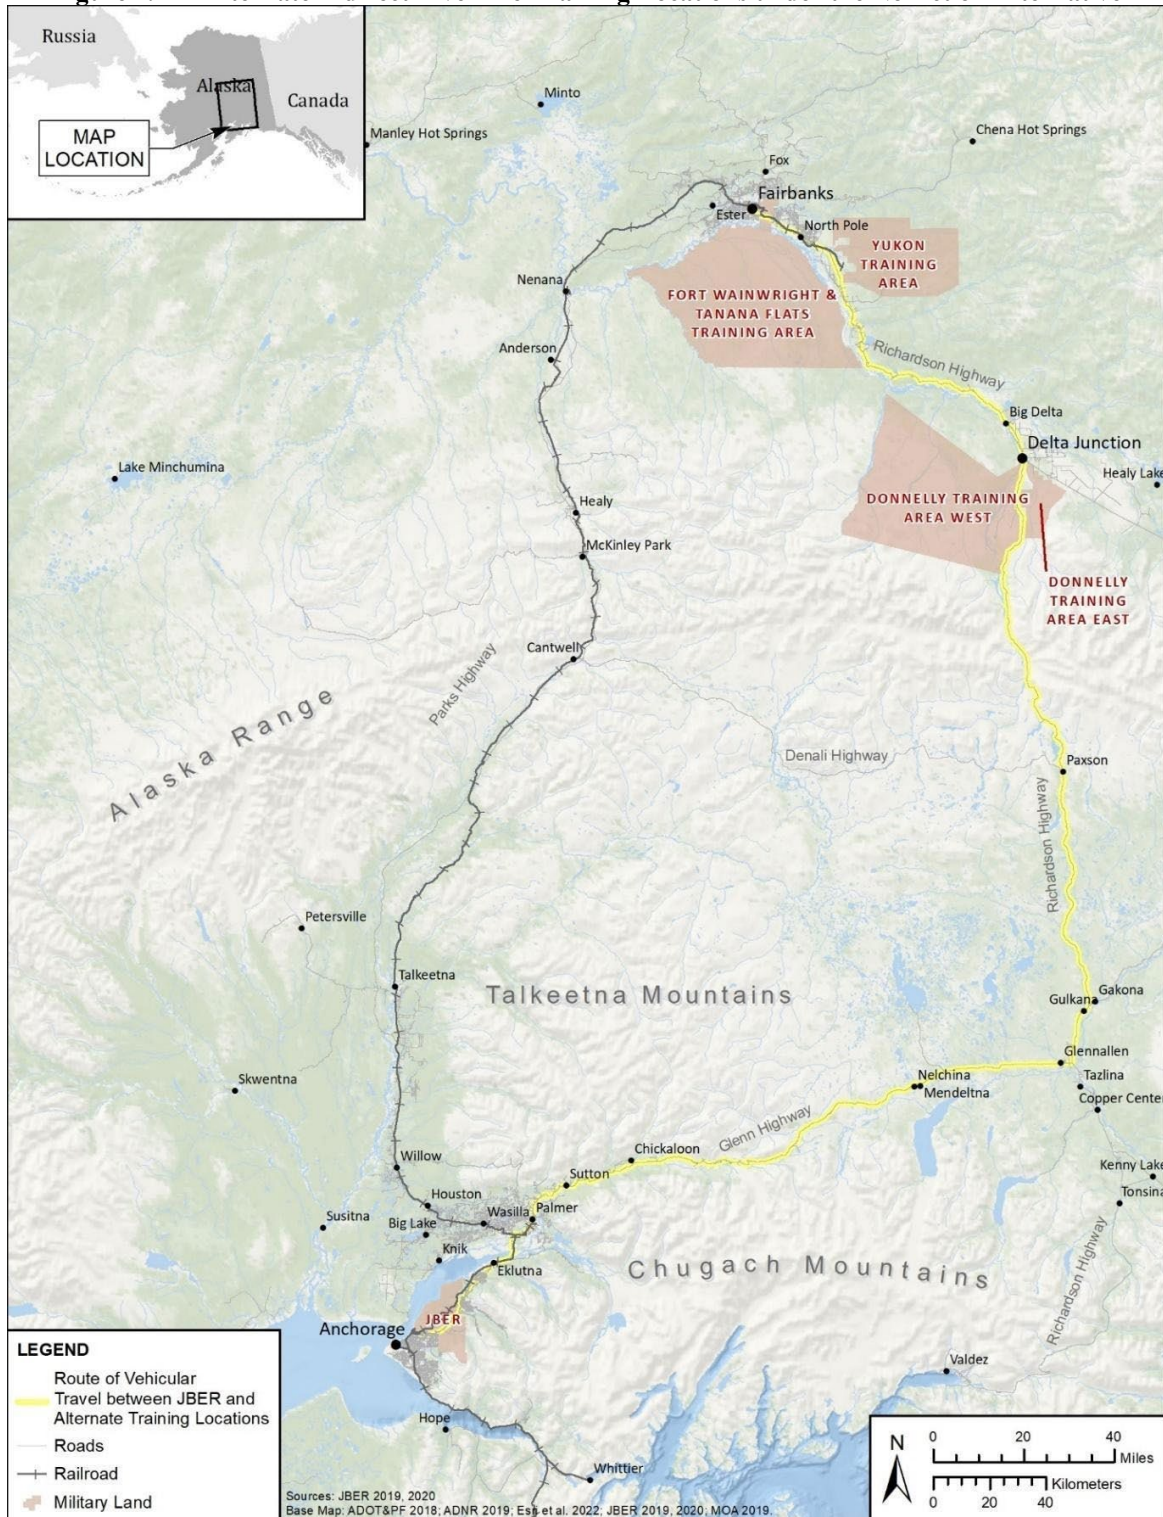 Russia
Alaska
Canada
MAP
LOCATION
Minto
Manley Hot Springs
Chena Hot Springs
Fox
Fairbanks
Ester
North Pole
YUKON
TRAINING
AREA
Nenana
FORT WAINWRIGHT &
TANANA FLATS
TRAINING AREA
Anderson
Richardson Highway
Big Delta
Delta Junction
Lake Minchumina
Healy Lake
Healy
DONNELLY TRAINING
AREA WEST
McKinley Park
DONNELLY
TRAINING
AREA EAST
Cantwell
Parks Highway
Alaska Range
Denali Highway
Paxson
Richardson Highway
Petersville
Talkeetna
Talkeetna Mountains
Gakona
Gulkana
Glennallen
Skwentna
Nelchina
Tazlina
Mendeltna
Copper Center
Glenn Highway
Chickaloon
Willow
Sutton
Kenny Lake
Houston
Tonsina
Wasilla
Palmer
Susitna
Big Lake
Knik
Eklutna
Chugach Mountains
Richardson Highway
JBER
Anchorage
Valdez
Hope
Whittier
LEGEND
Route of Vehicular
Travel between JBER and
Alternate Training Locations
Roads
Railroad
Military Land
Sources: JBER 2019, 2020
Base Map: ADOT&PF 2018; ADNR 2019; Esri et al. 2022; JBER 2019, 2020; MOA 2019.
N
0 20 40
Miles
Kilometers
0 20 40